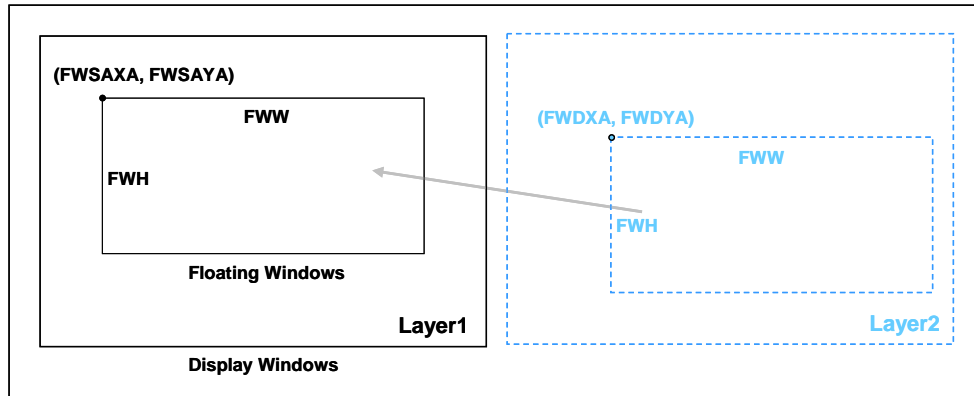 (FWSAXA, FWSAYA)
FWW
FWH
Floating Windows
Layer1
Display Windows
(FWDXA, FWDYA)
FWW
FWH
Layer2